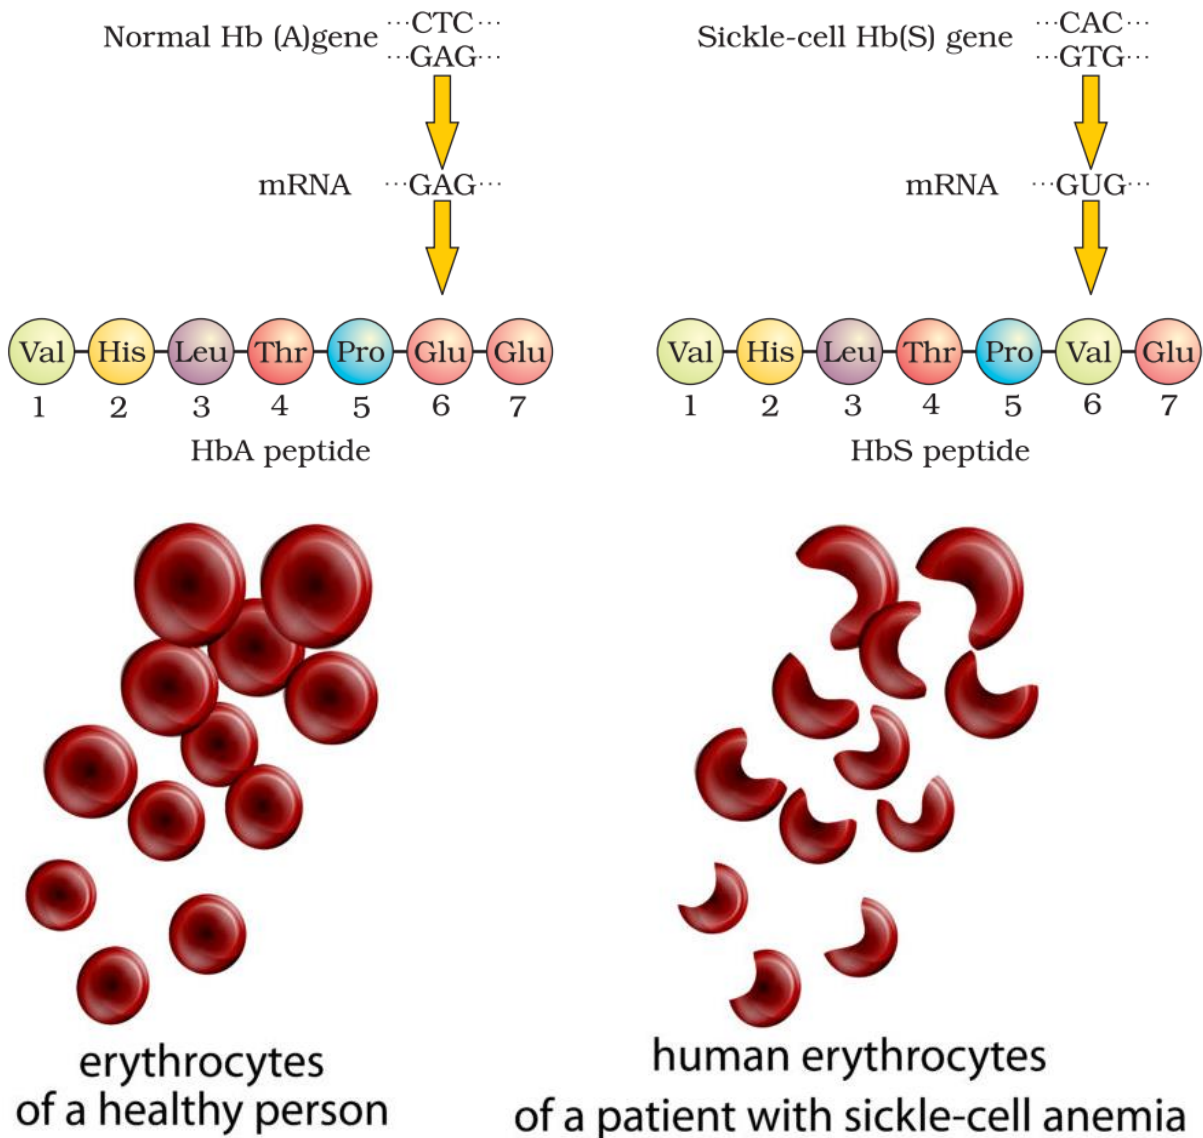 Normal Hb (A)gene
···CTC···
···GAG···
mRNA ···GAG···
Val His Leu Thr Pro Glu Glu
1 2 3 4 5 6 7
HbA peptide
Sickle-cell Hb(S) gene
···CAC···
···GTG···
mRNA ···GUG···
Val His Leu Thr Pro Val Glu
1 2 3 4 5 6 7
HbS peptide
erythrocytes
of a healthy person
human erythrocytes
of a patient with sickle-cell anemia